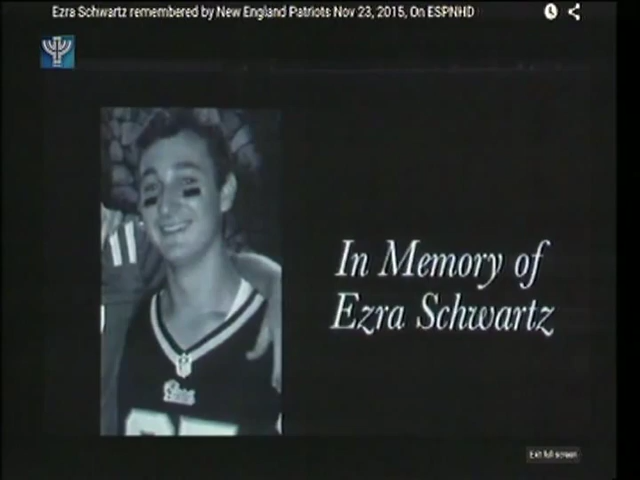 Ezra Schwartz remembered by New England Patriots Nov 23, 2015, On ESPNHD
In Memory of
Ezra Schwartz
Exit full screen